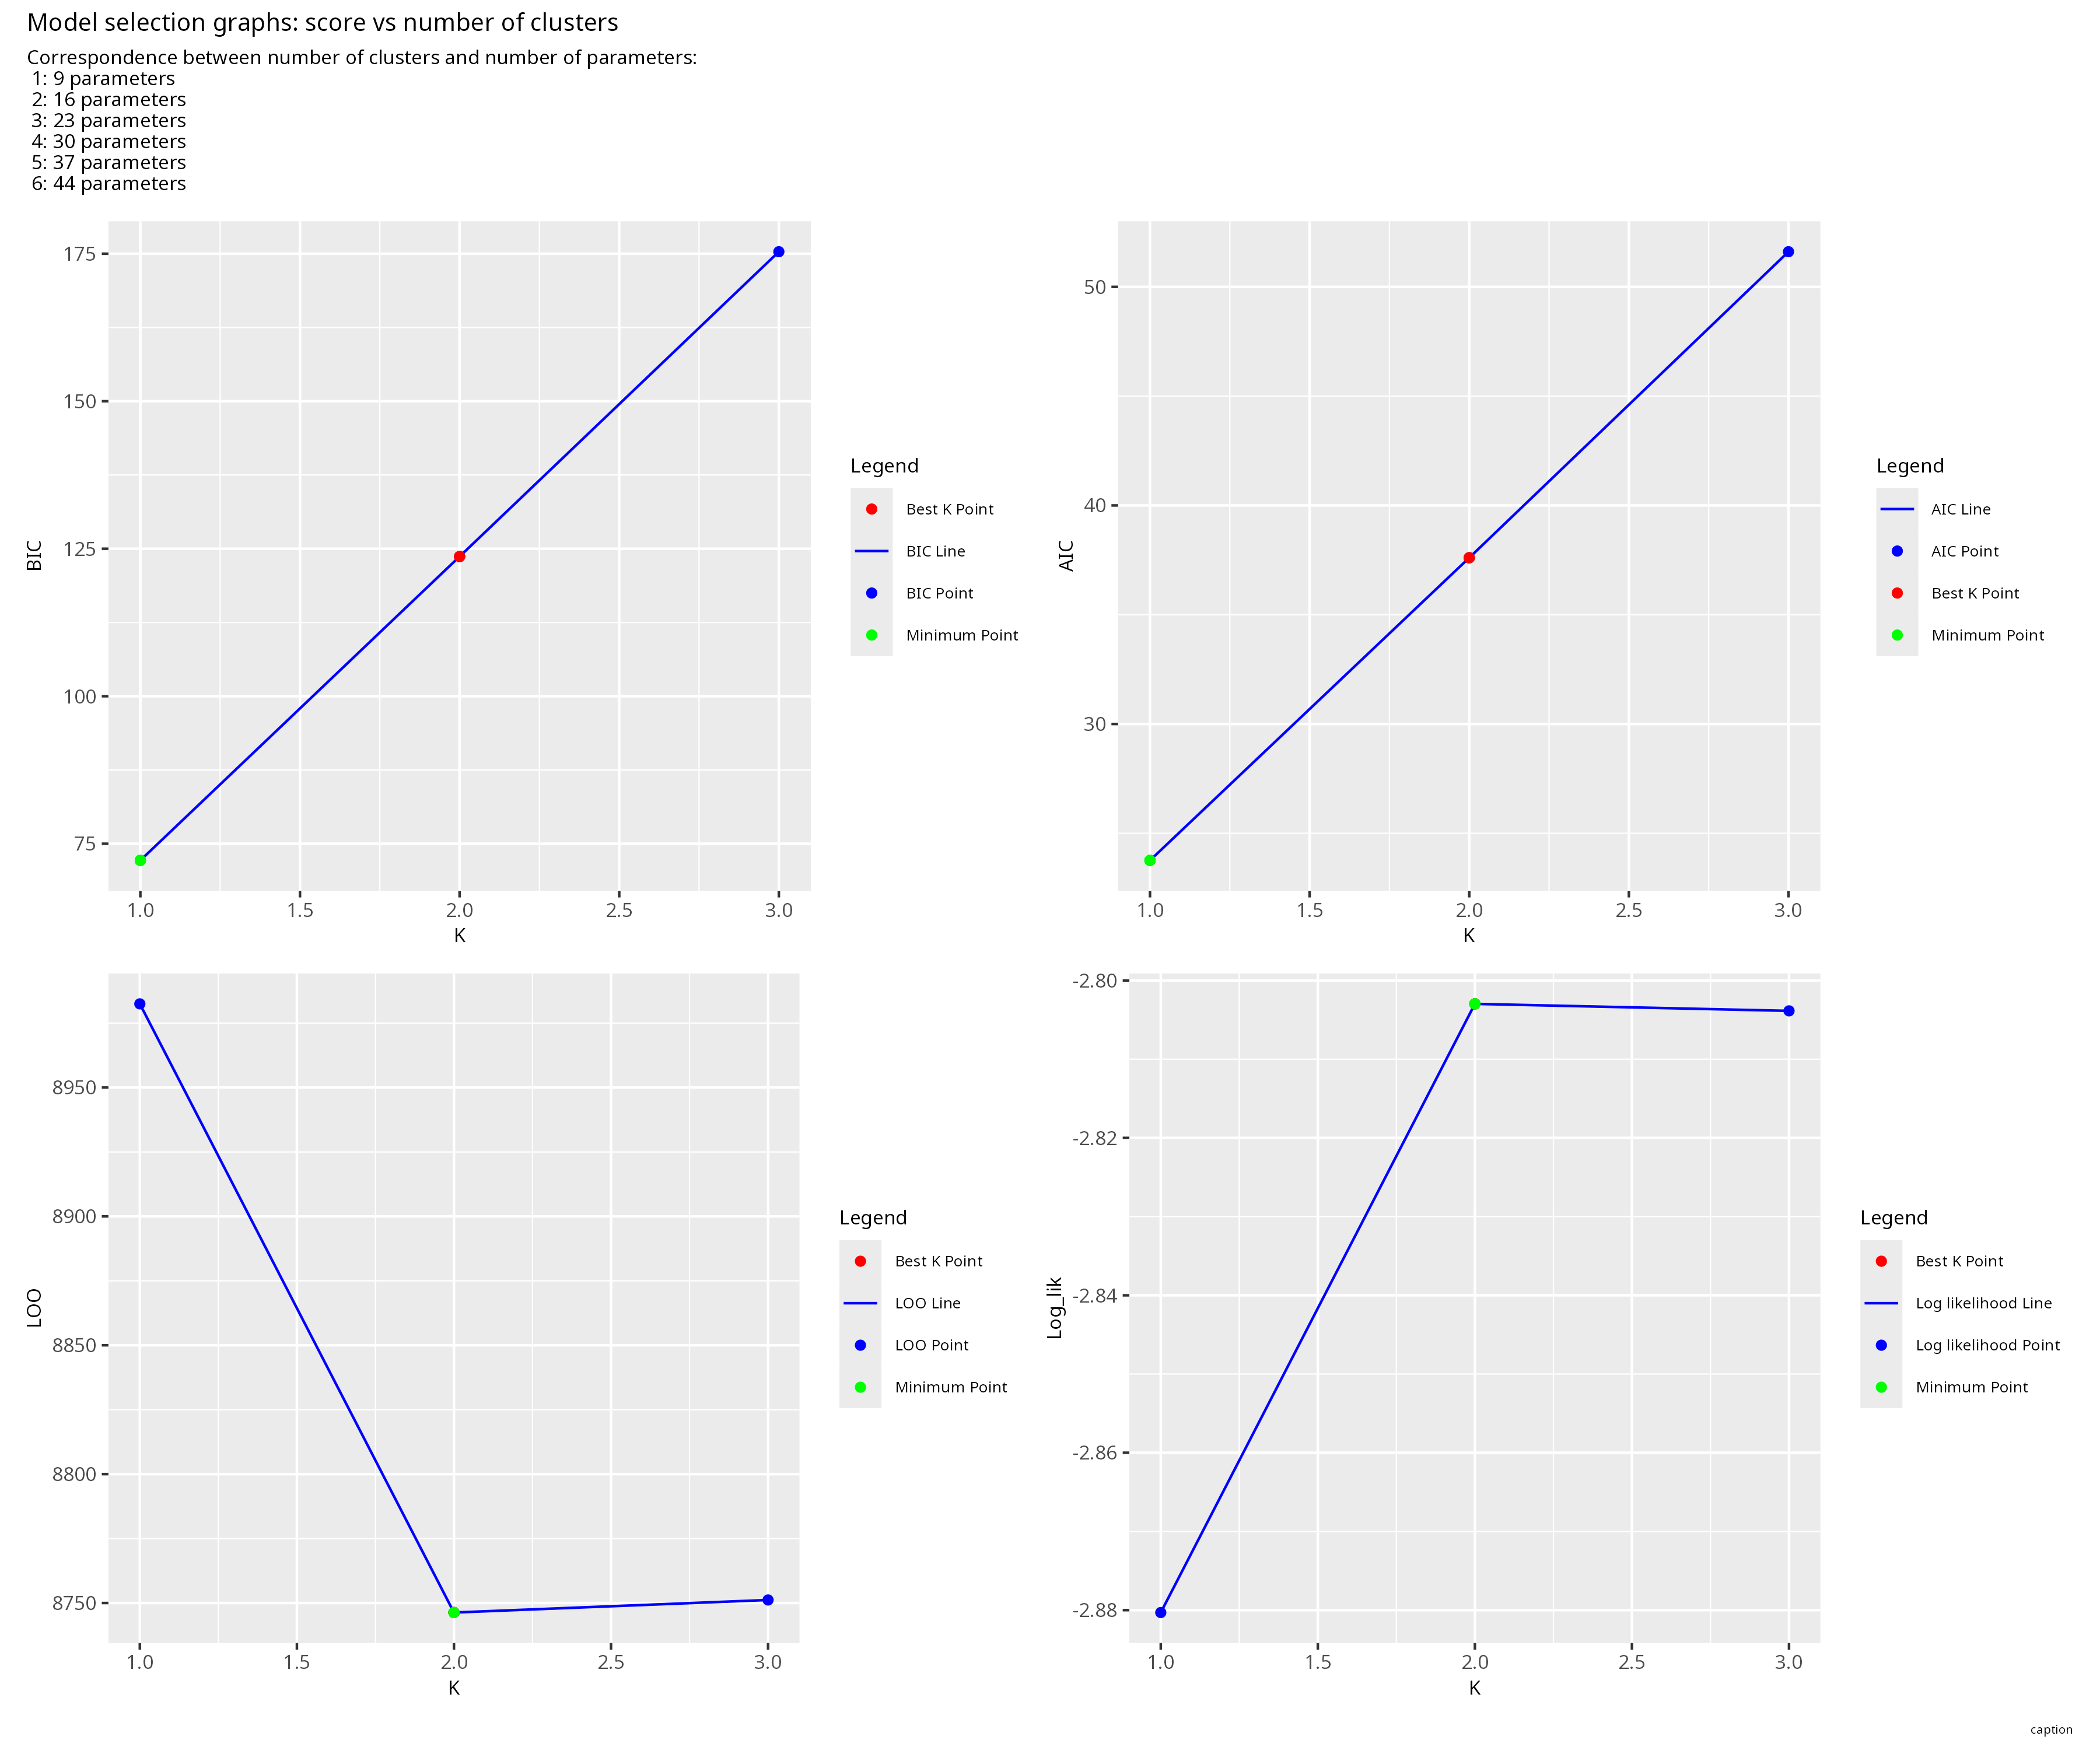 Model selection graphs: score vs number of clusters
Correspondence between number of clusters and number of parameters:
1: 9 parameters
2: 16 parameters
3: 23 parameters
4: 30 parameters
5: 37 parameters
6: 44 parameters
BIC
175
150
125
100
75
1.0 1.5 2.0 2.5 3.0
K
Legend
Best K Point
BIC Line
BIC Point
Minimum Point
AIC
50
40
30
1.0 1.5 2.0 2.5 3.0
K
Legend
AIC Line
AIC Point
Best K Point
Minimum Point
LOO
8950
8900
8850
8800
8750
1.0 1.5 2.0 2.5 3.0
K
Legend
Best K Point
LOO Line
LOO Point
Minimum Point
Log_lik
-2.80
-2.82
-2.84
-2.86
-2.88
1.0 1.5 2.0 2.5 3.0
K
Legend
Best K Point
Log likelihood Line
Log likelihood Point
Minimum Point
caption